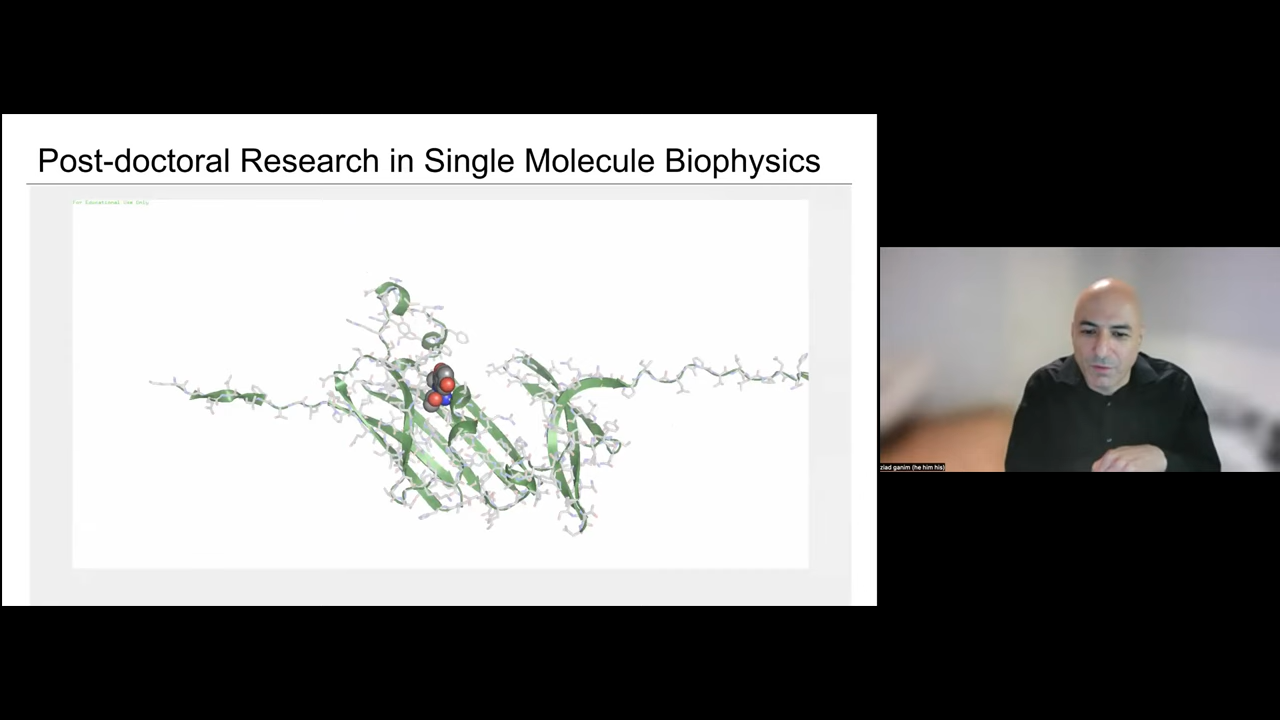 Post-doctoral Research in Single Molecule Biophysics
For Educational Use Only
ziad ganim (he him his)